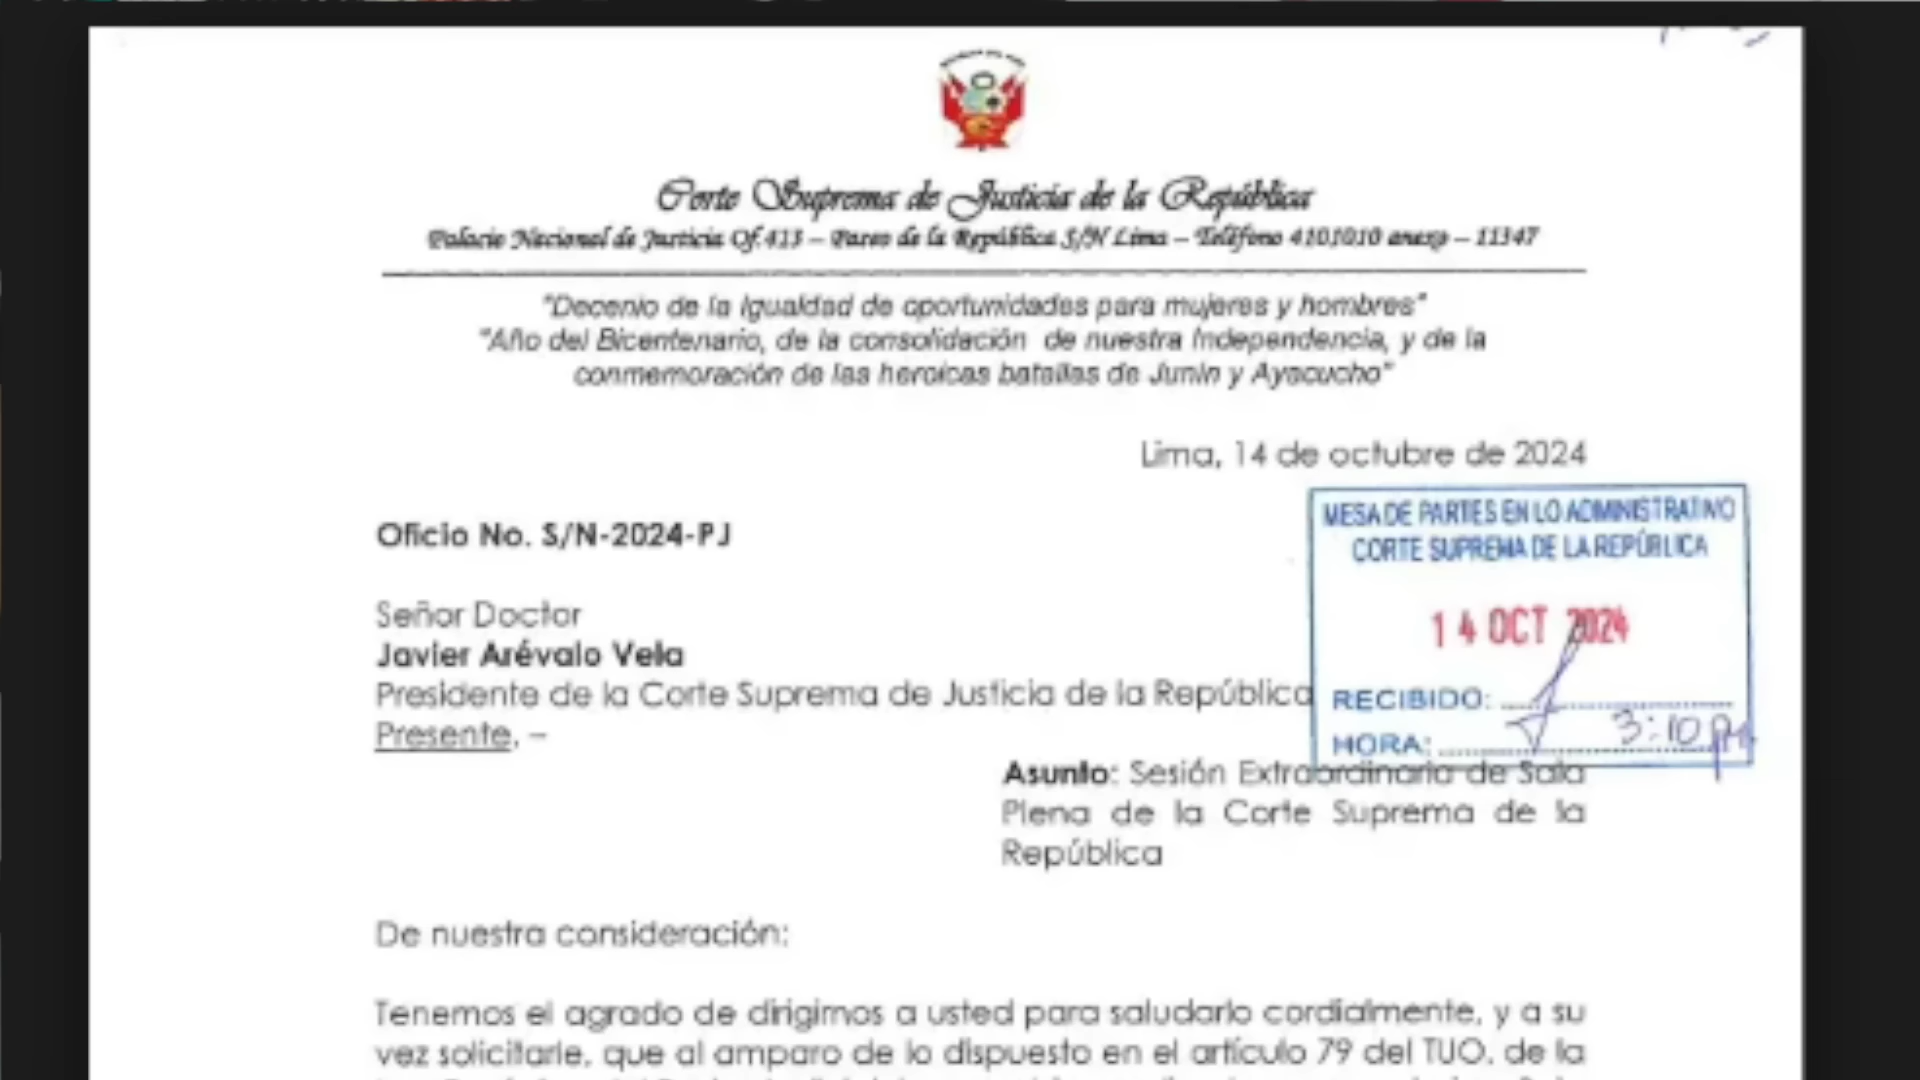 Corte Suprema de Justicia de la República
Palacio Nacional de Justicia Of.413 – Paseo de la República S/N Lima – Teléfono 4101010 anexo – 11347
"Decenio de la Igualdad de oportunidades para mujeres y hombres"
"Año del Bicentenario, de la consolidación de nuestra Independencia, y de la
conmemoración de las heroicas batallas de Junín y Ayacucho"
Lima, 14 de octubre de 2024
MESA DE PARTES EN LO ADMINISTRATIVO
CORTE SUPREMA DE LA REPÚBLICA
14 OCT 2024
RECIBIDO:
HORA: 3:10 pm
Oficio No. S/N-2024-PJ
Señor Doctor
Javier Arévalo Vela
Presidente de la Corte Suprema de Justicia de la República
Presente. –
Asunto: Sesión Extraordinaria de Sala
Plena de la Corte Suprema de la
República
De nuestra consideración:
Tenemos el agrado de dirigirnos a usted para saludarlo cordialmente, y a su
vez solicitarle, que al amparo de lo dispuesto en el artículo 79 del TUO. de la